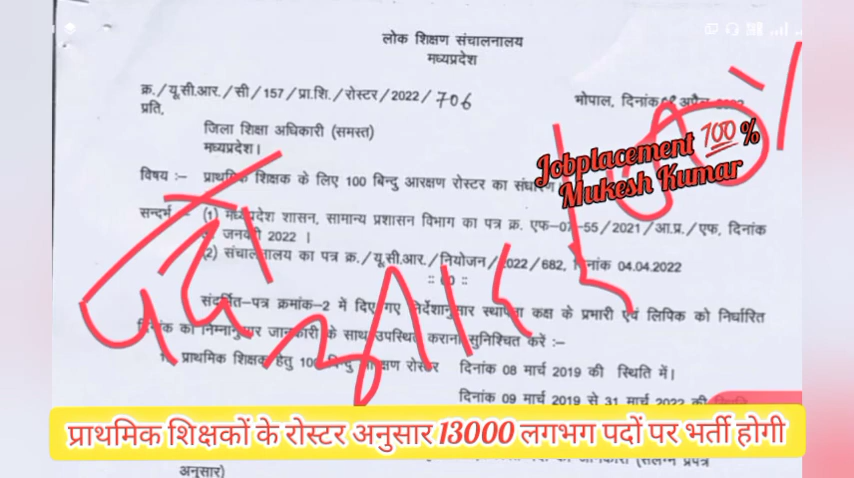 लोक शिक्षण संचालनालय
मध्यप्रदेश
क्र./यू.सी.आर./सी/157/प्रा.शि./रोस्टर/2022/706
भोपाल, दिनांक
प्रति,
जिला शिक्षा अधिकारी (समस्त)
मध्यप्रदेश।
Jobplacement 100%
Mukesh Kumar
विषय :– प्राथमिक शिक्षक के लिए 100 बिन्दु आरक्षण रोस्टर का संधारण
सन्दर्भ – (1) मध्यप्रदेश शासन, सामान्य प्रशासन विभाग का पत्र क्र. एफ–07–55/2021/आ.प्र./एफ, दिनांक
जनवरी 2022 ।
(2) संचालनालय का पत्र क्र./यू.सी.आर./नियोजन/2022/682, दिनांक 04.04.2022
:: 00 ::
संदर्भित–पत्र क्रमांक–2 में दिए गए निर्देशानुसार स्थापना कक्ष के प्रभारी एवं लिपिक को निर्धारित
दिनांक को निम्नानुसार जानकारी के साथ उपस्थित कराना सुनिश्चित करें :–
प्राथमिक शिक्षक हेतु 100 बिन्दु आरक्षण रोस्टर दिनांक 08 मार्च 2019 की स्थिति में।
दिनांक 09 मार्च 2019 से 31 मार्च 2022 की
प्राथमिक शिक्षकों के रोस्टर अनुसार 13000 लगभग पदों पर भर्ती होगी
अनुसार)